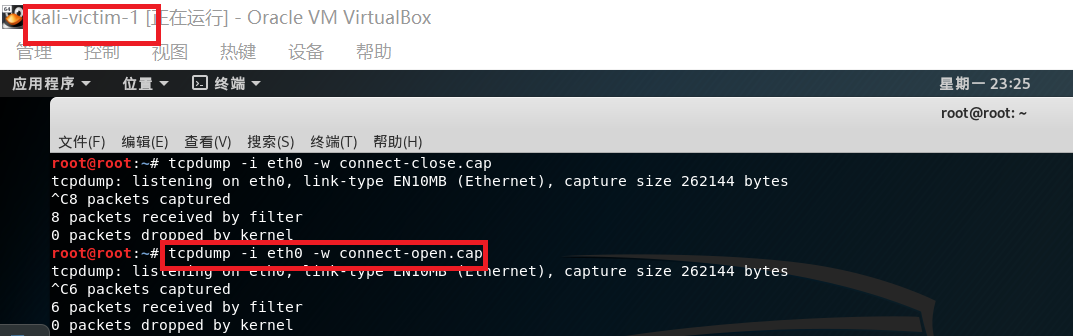 kali-victim-1 [正在运行] - Oracle VM VirtualBox
管理 控制 视图 热键 设备 帮助
应用程序 位置 终端 星期一 23:25
root@root: ~
文件(F) 编辑(E) 查看(V) 搜索(S) 终端(T) 帮助(H)
root@root:~# tcpdump -i eth0 -w connect-close.cap
tcpdump: listening on eth0, link-type EN10MB (Ethernet), capture size 262144 bytes
^C8 packets captured
8 packets received by filter
0 packets dropped by kernel
root@root:~# tcpdump -i eth0 -w connect-open.cap
tcpdump: listening on eth0, link-type EN10MB (Ethernet), capture size 262144 bytes
^C6 packets captured
6 packets received by filter
0 packets dropped by kernel